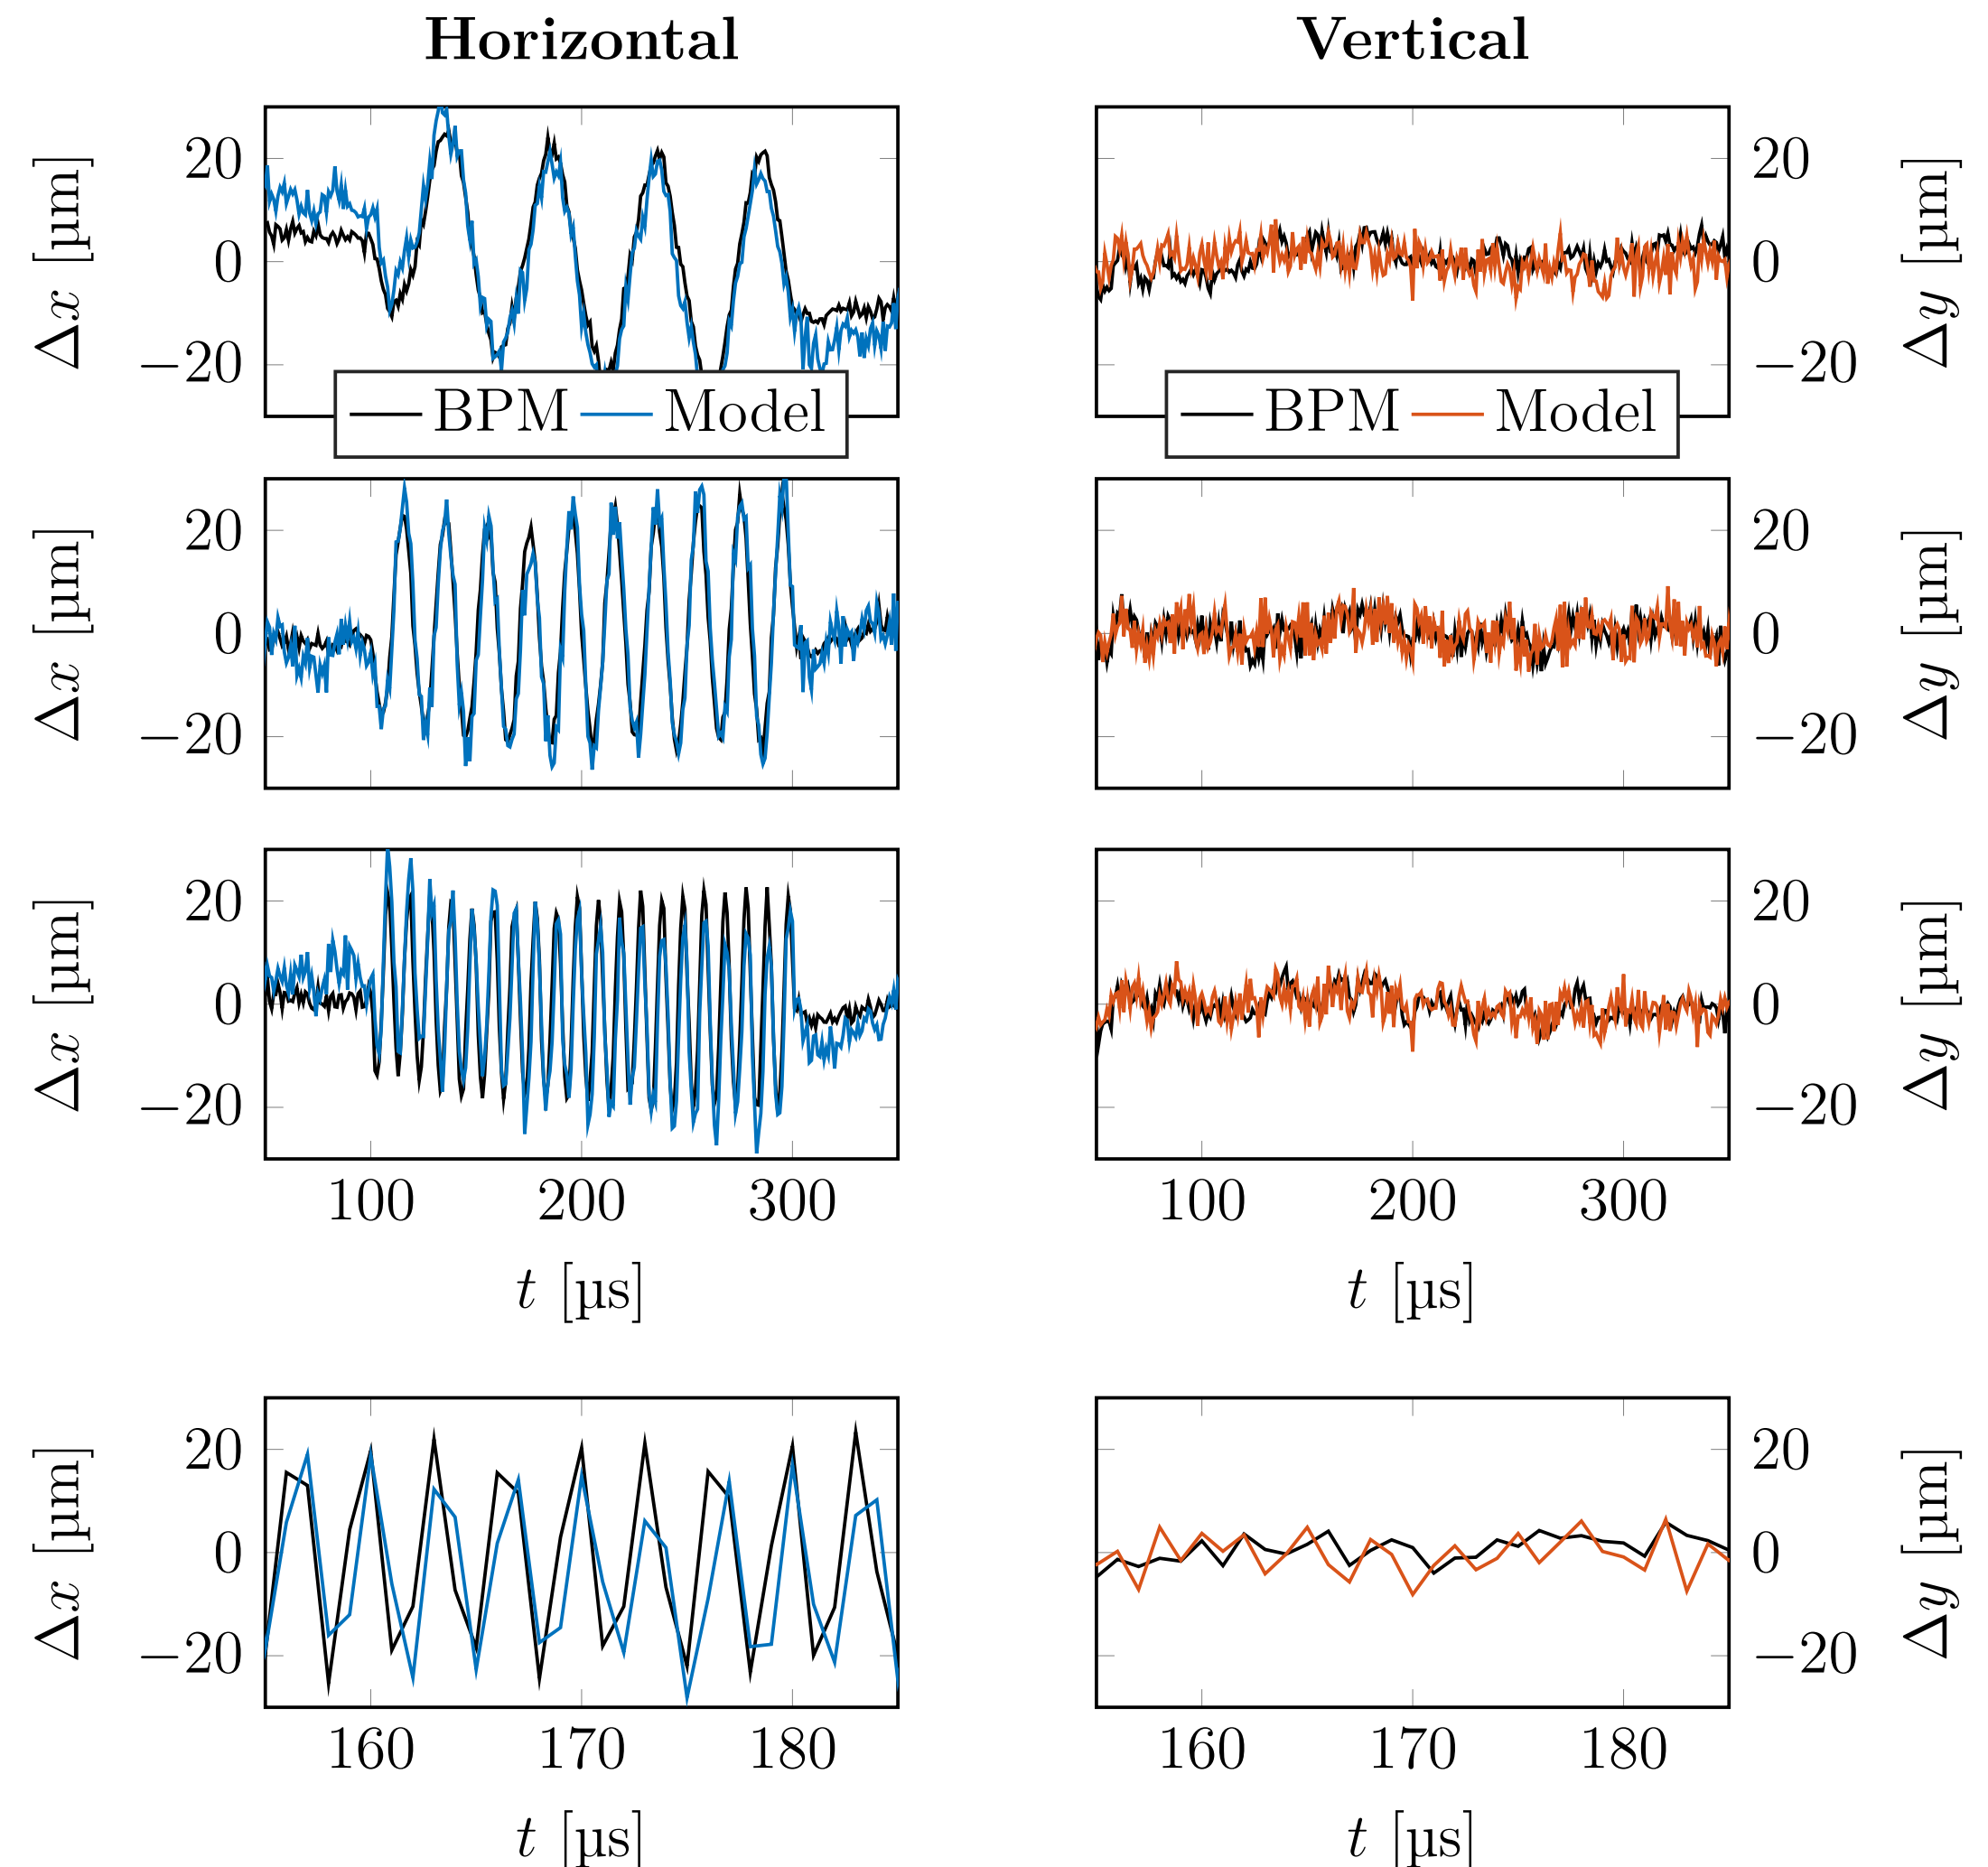 Horizontal Vertical
20 20
0 0
−20 −20
Δx [µm] Δy [µm]
BPM Model BPM Model
20 20
0 0
−20 −20
Δx [µm] Δy [µm]
20 20
0 0
−20 −20
Δx [µm] Δy [µm]
100 200 300 100 200 300
t [µs] t [µs]
20 20
0 0
−20 −20
Δx [µm] Δy [µm]
160 170 180 160 170 180
t [µs] t [µs]